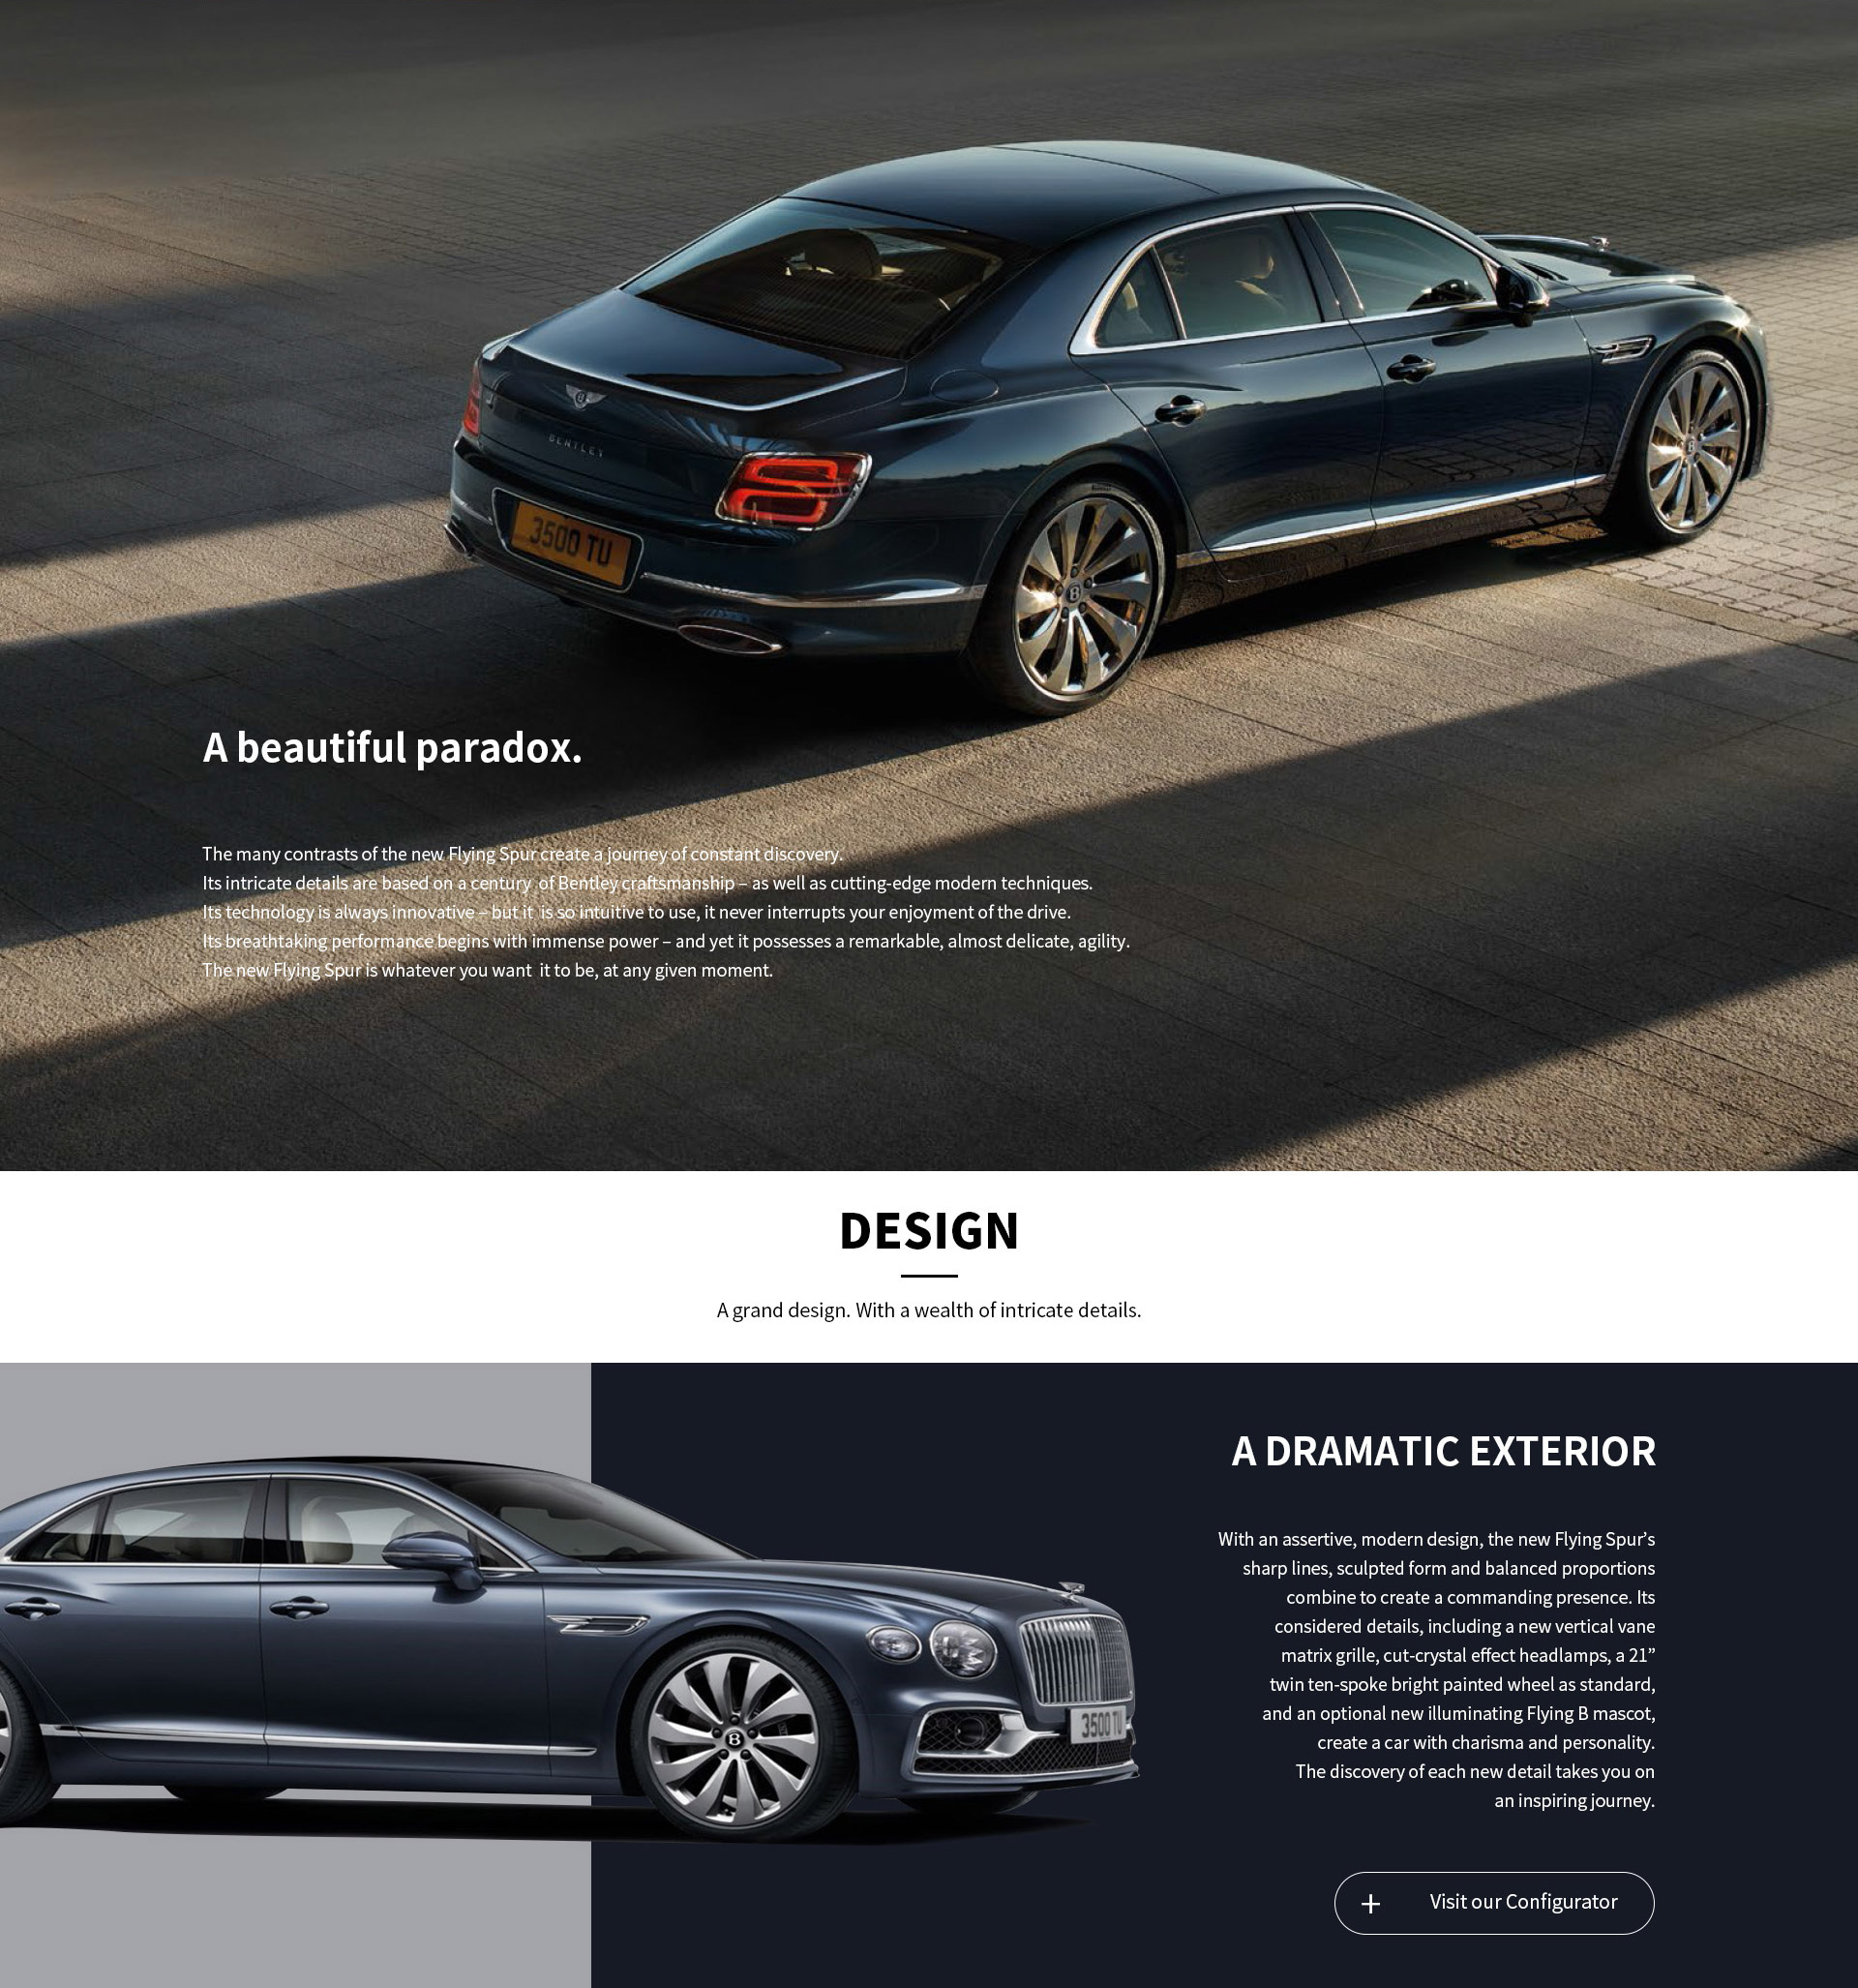 BENTLEY
3500 TU
A beautiful paradox.
The many contrasts of the new Flying Spur create a journey of constant discovery.
Its intricate details are based on a century of Bentley craftsmanship – as well as cutting-edge modern techniques.
Its technology is always innovative – but it is so intuitive to use, it never interrupts your enjoyment of the drive.
Its breathtaking performance begins with immense power – and yet it possesses a remarkable, almost delicate, agility.
The new Flying Spur is whatever you want it to be, at any given moment.
DESIGN
A grand design. With a wealth of intricate details.
A DRAMATIC EXTERIOR
With an assertive, modern design, the new Flying Spur’s
sharp lines, sculpted form and balanced proportions
combine to create a commanding presence. Its
considered details, including a new vertical vane
matrix grille, cut-crystal effect headlamps, a 21”
twin ten-spoke bright painted wheel as standard,
and an optional new illuminating Flying B mascot,
create a car with charisma and personality.
The discovery of each new detail takes you on
an inspiring journey.
3500 TU
+ Visit our Configurator